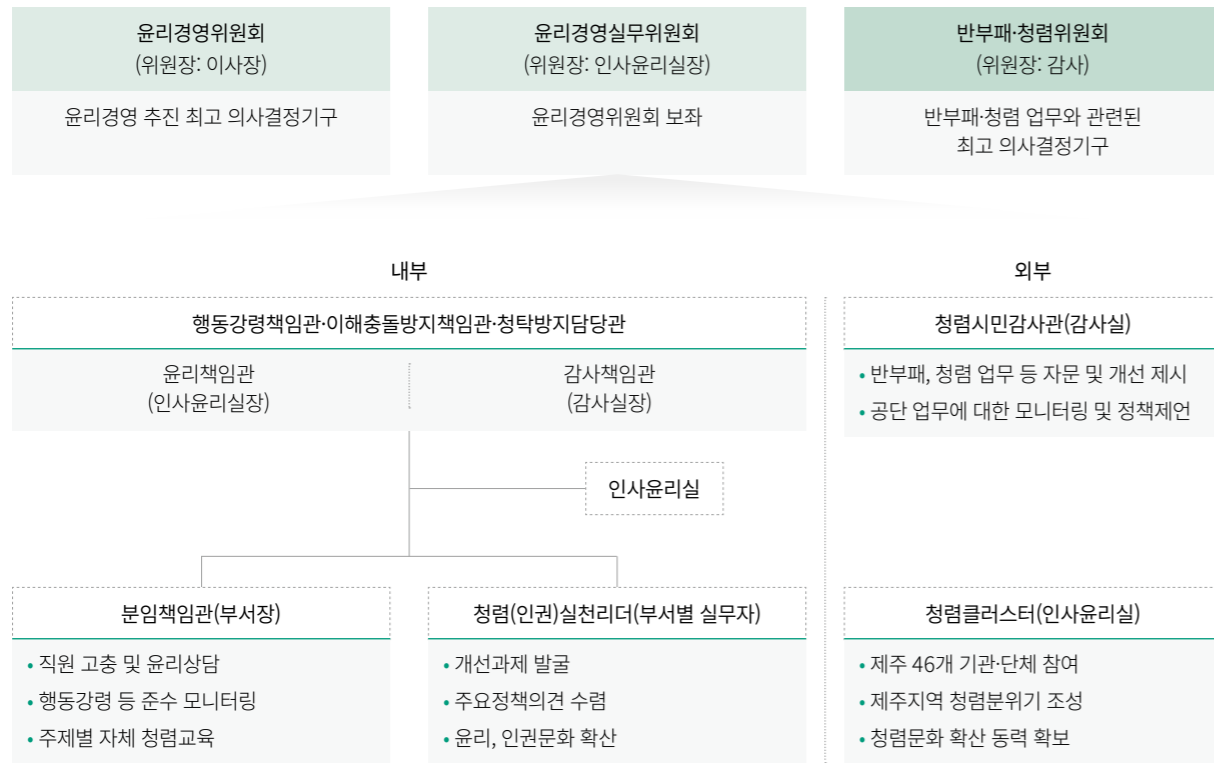 윤리경영위원회
(위원장: 이사장)
윤리경영 추진 최고 의사결정기구
윤리경영실무위원회
(위원장: 인사윤리실장)
윤리경영위원회 보좌
반부패·청렴위원회
(위원장: 감사)
반부패·청렴 업무와 관련된
최고 의사결정기구
내부
행동강령책임관·이해충돌방지책임관·청탁방지담당관
윤리책임관
(인사윤리실장)
감사책임관
(감사실장)
인사윤리실
분임책임관(부서장)
• 직원 고충 및 윤리상담
• 행동강령 등 준수 모니터링
• 주제별 자체 청렴교육
청렴(인권)실천리더(부서별 실무자)
• 개선과제 발굴
• 주요정책의견 수렴
• 윤리, 인권문화 확산
외부
청렴시민감사관(감사실)
• 반부패, 청렴 업무 등 자문 및 개선 제시
• 공단 업무에 대한 모니터링 및 정책제언
청렴클러스터(인사윤리실)
• 제주 46개 기관·단체 참여
• 제주지역 청렴분위기 조성
• 청렴문화 확산 동력 확보